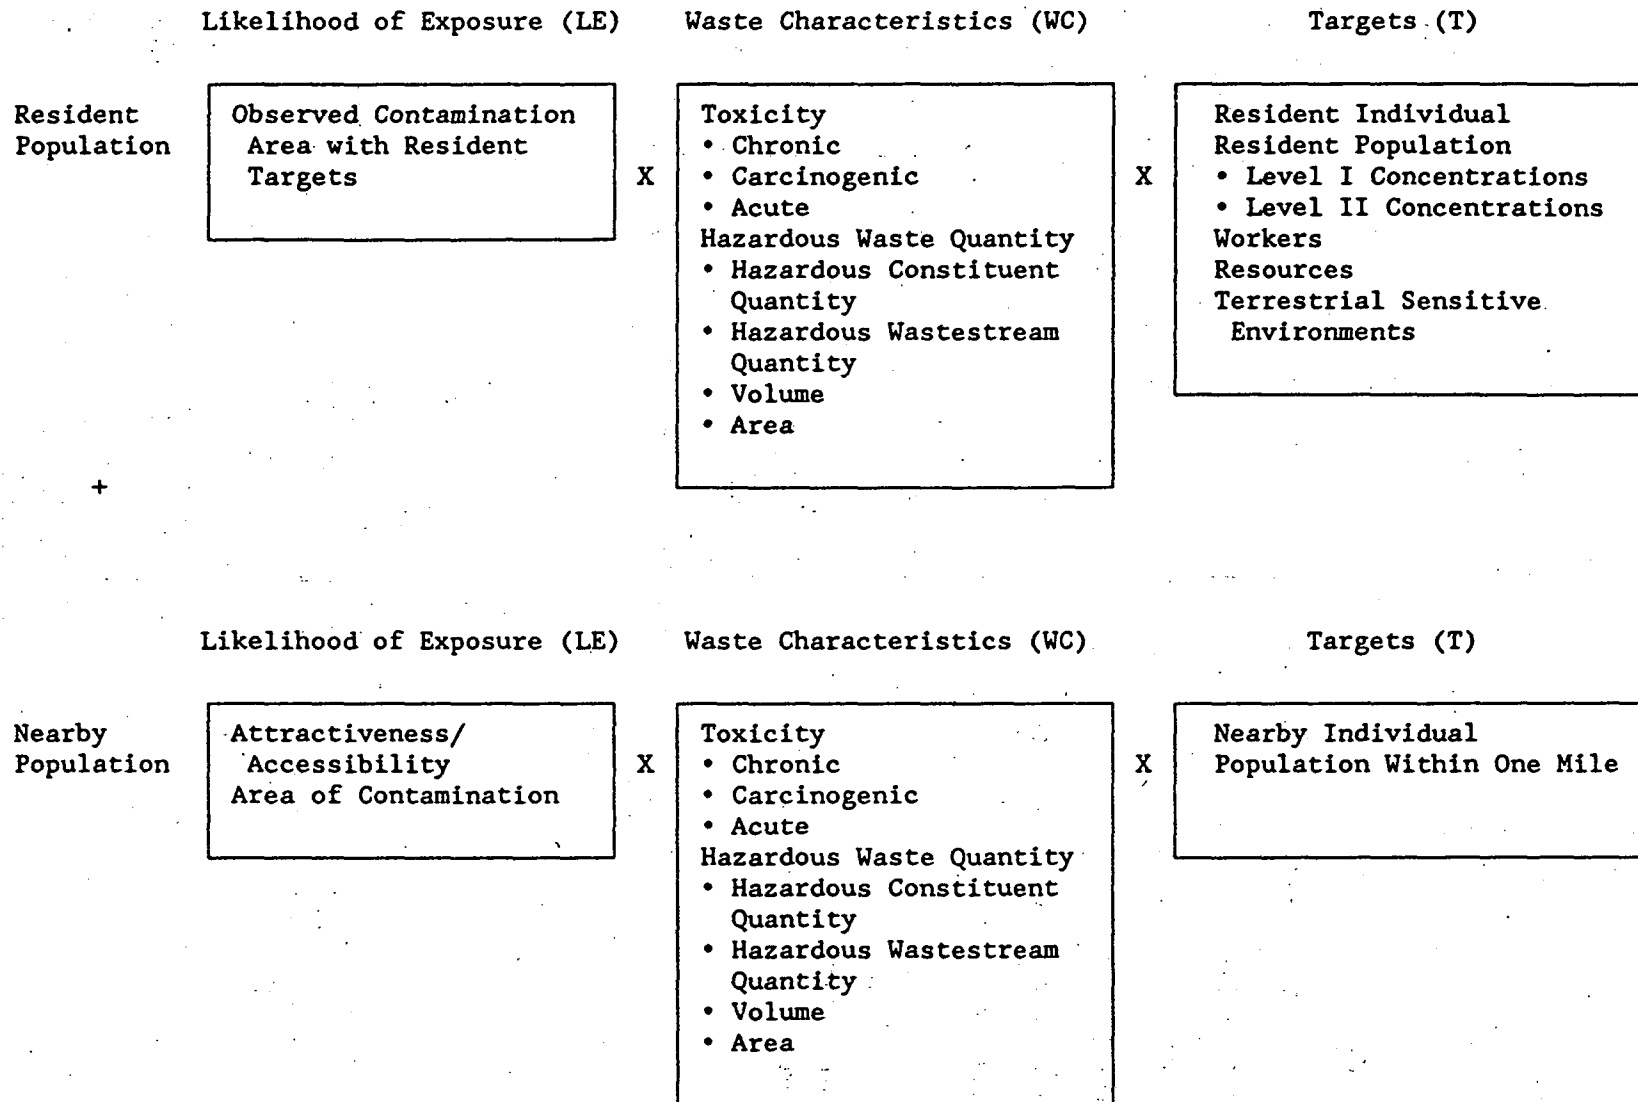 Likelihood of Exposure (LE)
Waste Characteristics (WC)
Targets (T)
Resident
Population
Observed Contamination
Area with Resident
Targets
X
Toxicity
• Chronic
• Carcinogenic
• Acute
Hazardous Waste Quantity
• Hazardous Constituent
Quantity
• Hazardous Wastestream
Quantity
• Volume
• Area
X
Resident Individual
Resident Population
• Level I Concentrations
• Level II Concentrations
Workers
Resources
Terrestrial Sensitive
Environments
+
Likelihood of Exposure (LE)
Waste Characteristics (WC)
Targets (T)
Nearby
Population
Attractiveness/
Accessibility
Area of Contamination
X
Toxicity
• Chronic
• Carcinogenic
• Acute
Hazardous Waste Quantity
• Hazardous Constituent
Quantity
• Hazardous Wastestream
Quantity
• Volume
• Area
X
Nearby Individual
Population Within One Mile